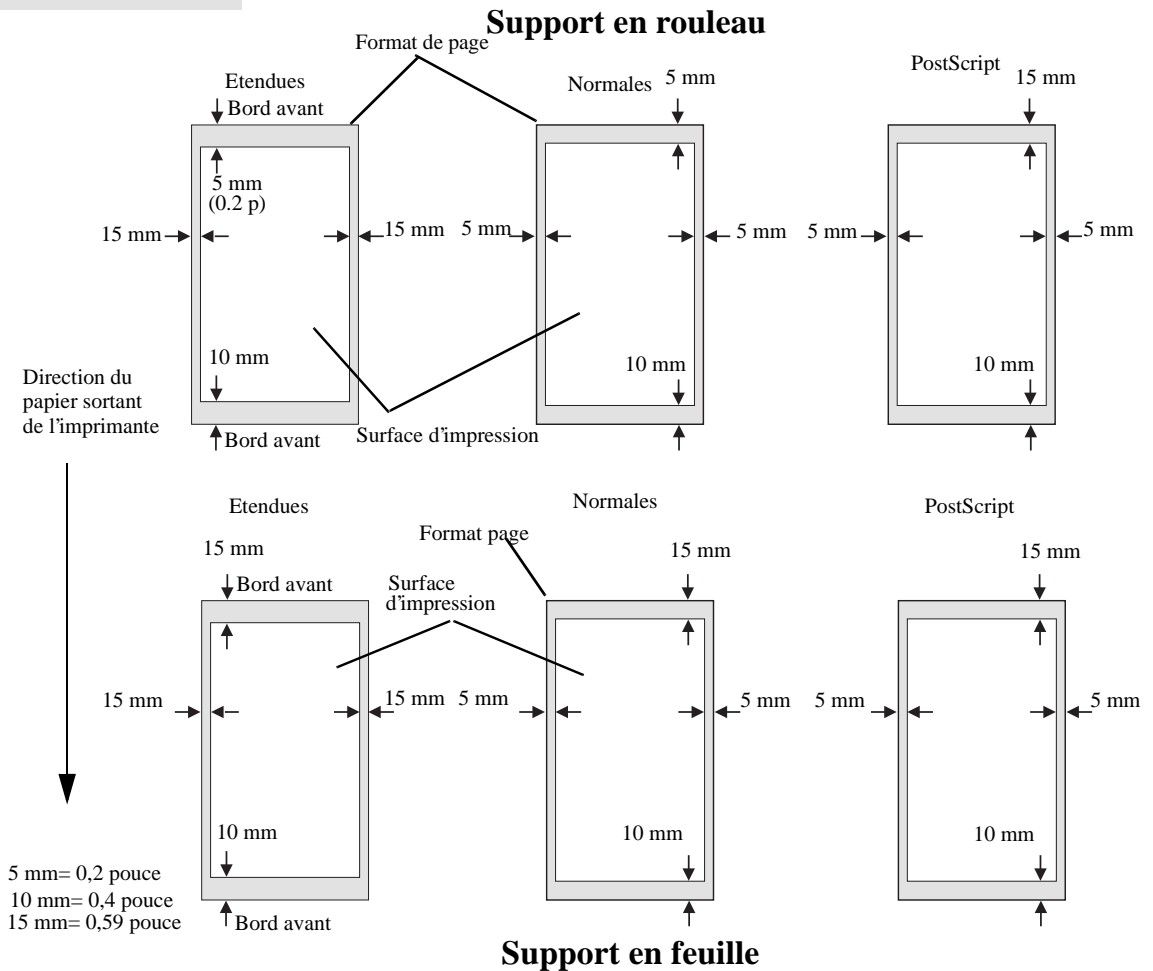 Support en rouleau
Format de page
Etendues
Bord avant
Normales
5 mm
PostScript
15 mm
5 mm
(0.2 p)
15 mm
15 mm
5 mm
5 mm
5 mm
5 mm
10 mm
10 mm
10 mm
Direction du
papier sortant
de l'imprimante
Bord avant
Surface d'impression
Etendues
Normales
PostScript
Format page
15 mm
15 mm
15 mm
Bord avant
Surface
d'impression
15 mm
15 mm
5 mm
5 mm
5 mm
5 mm
10 mm
10 mm
10 mm
5 mm= 0,2 pouce
10 mm= 0,4 pouce
15 mm= 0,59 pouce
Bord avant
Support en feuille